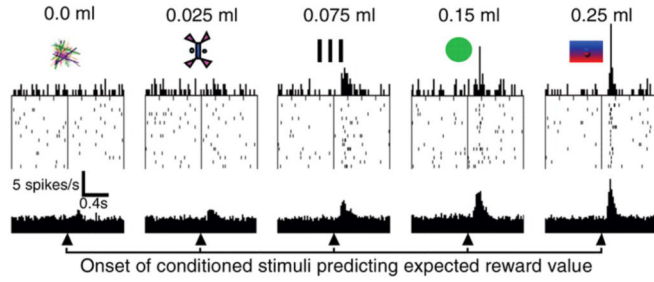 0.0 ml 0.025 ml 0.075 ml 0.15 ml 0.25 ml
5 spikes/s
0.4s
Onset of conditioned stimuli predicting expected reward value